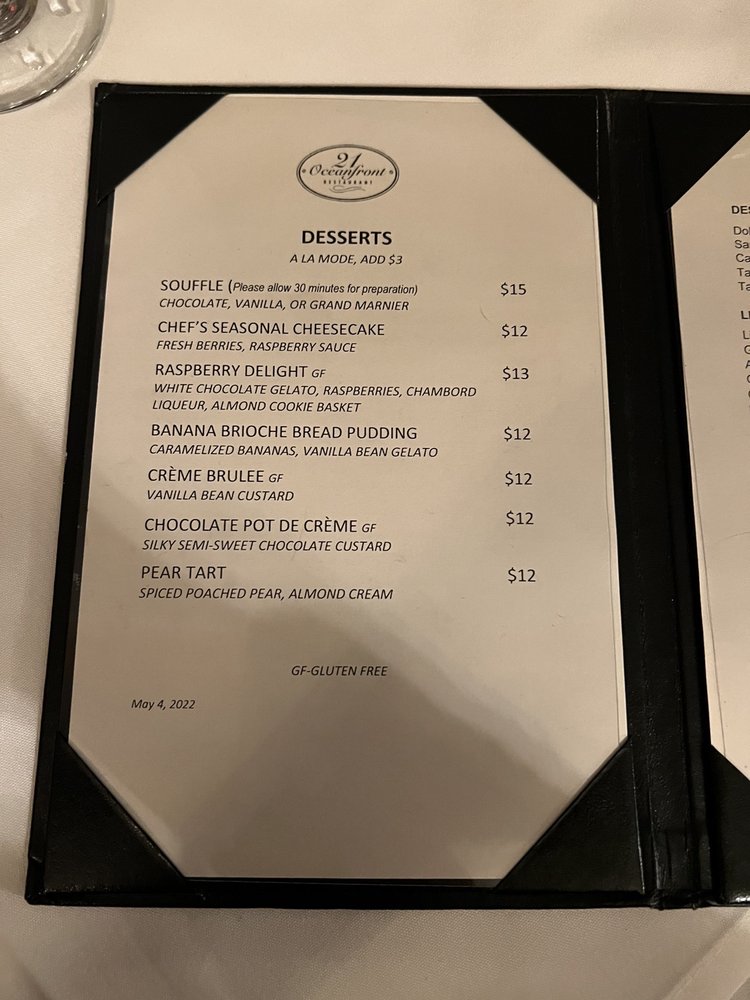 21
Oceanfront
RESTAURANT
DESSERTS
A LA MODE, ADD $3
SOUFFLE (Please allow 30 minutes for preparation) $15
CHOCOLATE, VANILLA, OR GRAND MARNIER
CHEF'S SEASONAL CHEESECAKE $12
FRESH BERRIES, RASPBERRY SAUCE
RASPBERRY DELIGHT GF $13
WHITE CHOCOLATE GELATO, RASPBERRIES, CHAMBORD
LIQUEUR, ALMOND COOKIE BASKET
BANANA BRIOCHE BREAD PUDDING $12
CARAMELIZED BANANAS, VANILLA BEAN GELATO
CRÈME BRULEE GF $12
VANILLA BEAN CUSTARD
CHOCOLATE POT DE CRÈME GF $12
SILKY SEMI-SWEET CHOCOLATE CUSTARD
PEAR TART $12
SPICED POACHED PEAR, ALMOND CREAM
GF-GLUTEN FREE
May 4, 2022